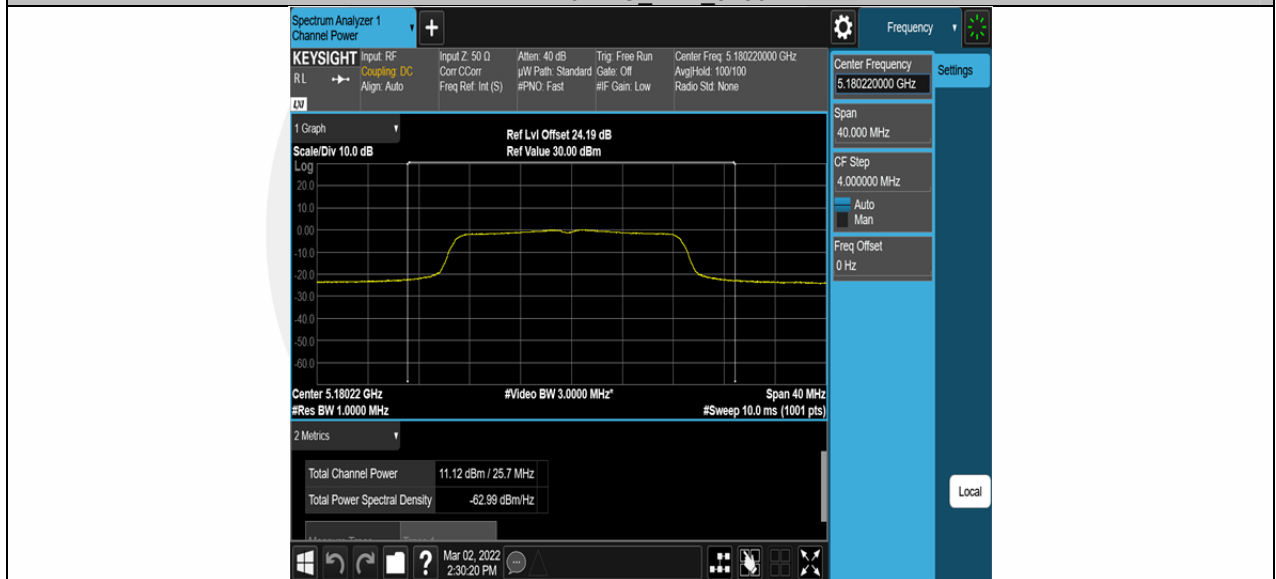 Spectrum Analyzer 1
Channel Power
+
Frequency
KEYSIGHT
RL
LXI
Input: RF
Coupling: DC
Align: Auto
Input Z: 50 Ω
Corr CCorr
Freq Ref: Int (S)
Atten: 40 dB
µW Path: Standard
#PNO: Fast
Trig: Free Run
Gate: Off
#IF Gain: Low
Center Freq: 5.180220000 GHz
Avg|Hold: 100/100
Radio Std: None
Center Frequency
5.180220000 GHz
Settings
Span
40.000 MHz
CF Step
4.000000 MHz
Auto
Man
Freq Offset
0 Hz
Local
1 Graph
Scale/Div 10.0 dB
Ref Lvl Offset 24.19 dB
Ref Value 30.00 dBm
Log
20.0
10.0
0.00
-10.0
-20.0
-30.0
-40.0
-50.0
-60.0
Center 5.18022 GHz
#Video BW 3.0000 MHz*
Span 40 MHz
#Res BW 1.0000 MHz
#Sweep 10.0 ms (1001 pts)
2 Metrics
Total Channel Power 11.12 dBm / 25.7 MHz
Total Power Spectral Density -62.99 dBm/Hz
?
Mar 02, 2022
2:30:20 PM